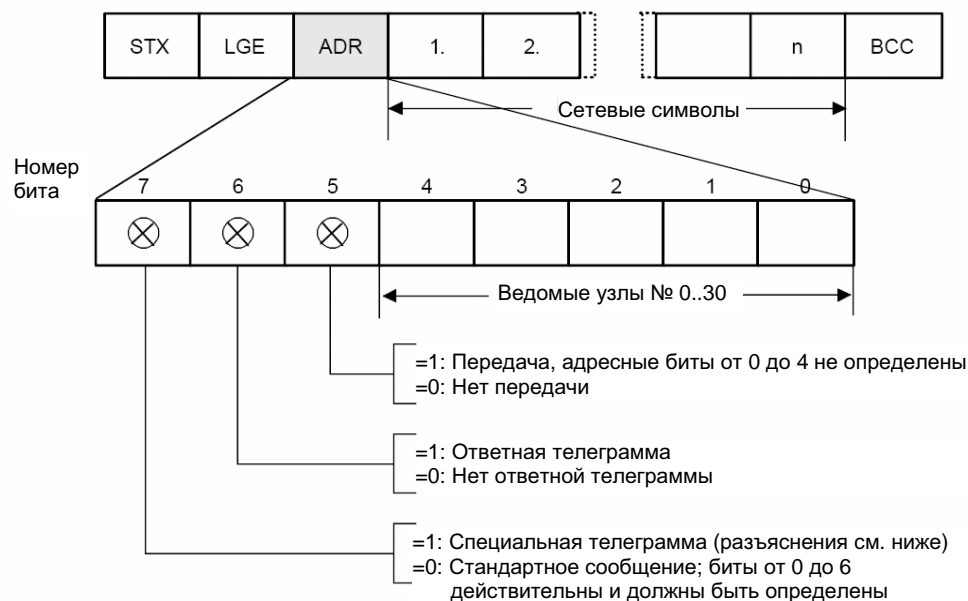 STX LGE ADR 1. 2. n BCC
Сетевые символы
Номер
бита
7 6 5 4 3 2 1 0
Ведомые узлы № 0..30
=1: Передача, адресные биты от 0 до 4 не определены
=0: Нет передачи
=1: Ответная телеграмма
=0: Нет ответной телеграммы
=1: Специальная телеграмма (разъяснения см. ниже)
=0: Стандартное сообщение; биты от 0 до 6
действительны и должны быть определены